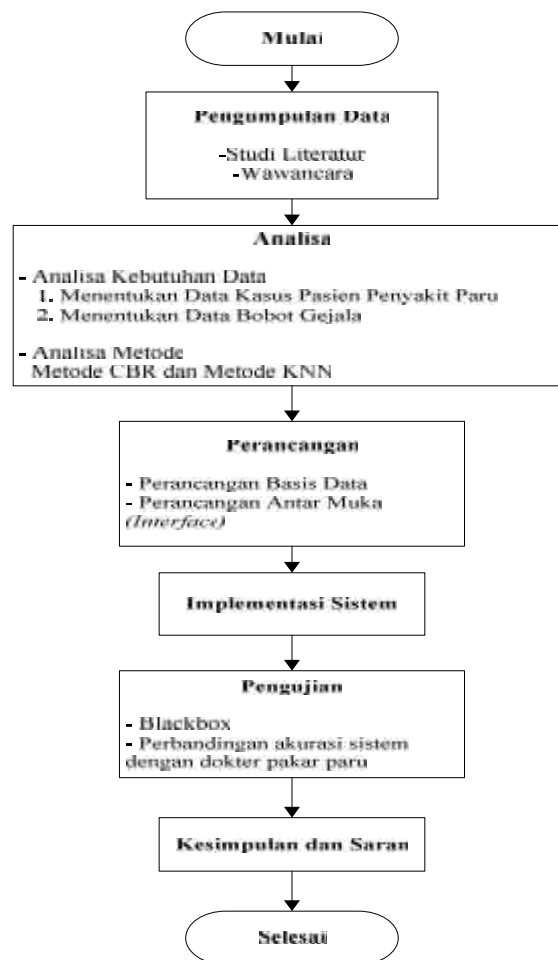 Mulai
Pengumpulan Data
-Studi Literatur
-Wawancara
Analisa
- Analisa Kebutuhan Data
1. Menentukan Data Kasus Pasien Penyakit Paru
2. Menentukan Data Bobot Gejala
- Analisa Metode
Metode CBR dan Metode KNN
Perancangan
- Perancangan Basis Data
- Perancangan Antar Muka
(Interface)
Implementasi Sistem
Pengujian
- Blackbox
- Perbandingan akurasi sistem
dengan dokter pakar paru
Kesimpulan dan Saran
Selesai